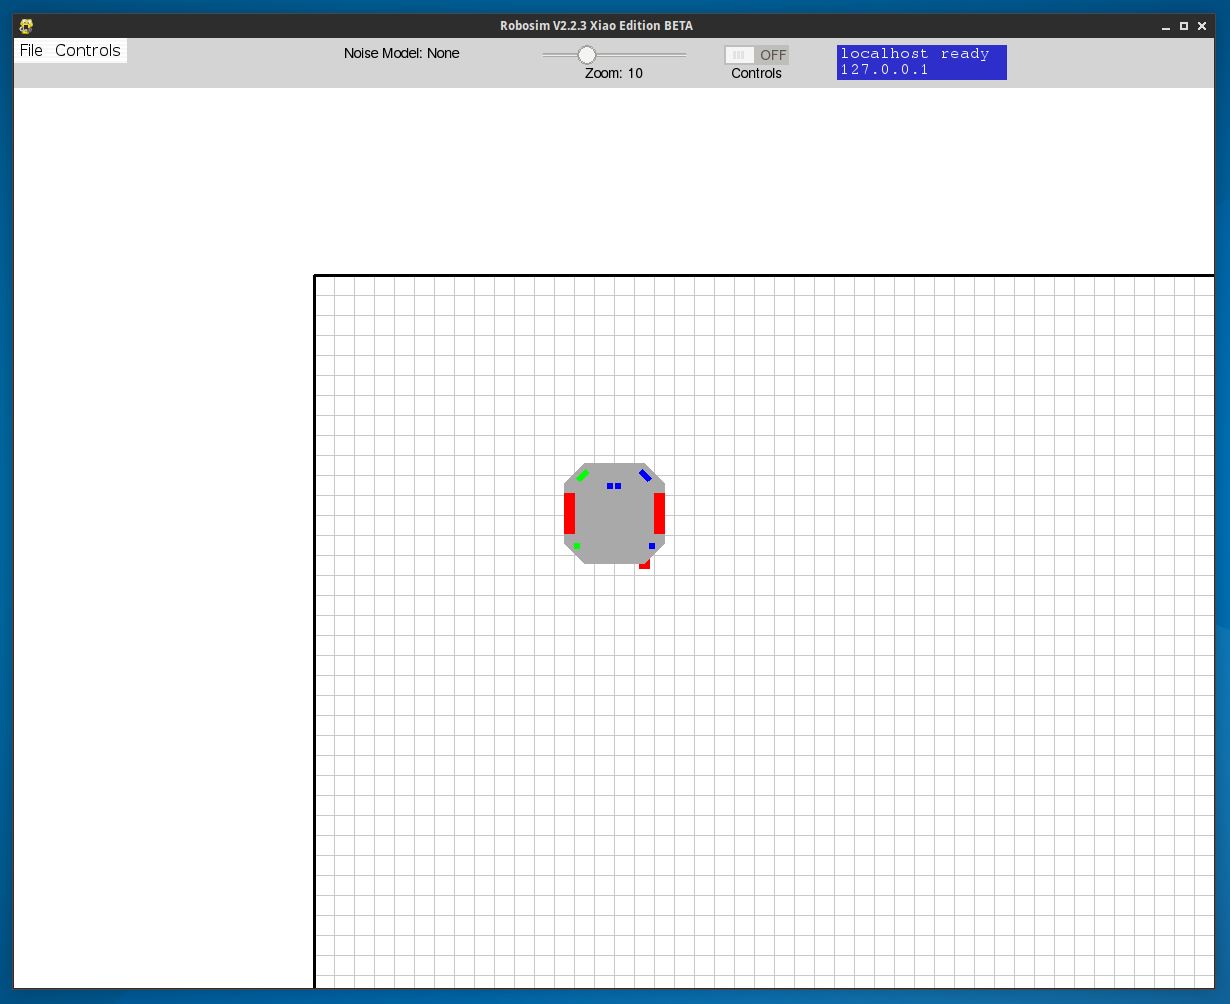 Robosim V2.2.3 Xiao Edition BETA
File Controls
Noise Model: None
Zoom: 10
OFF
Controls
localhost ready
127.0.0.1